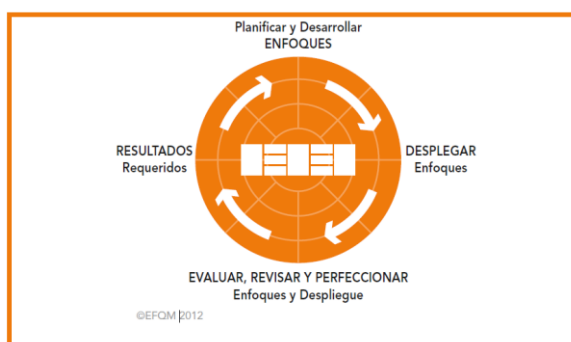 Planificar y Desarrollar
ENFOQUES
RESULTADOS
Requeridos
DESPLEGAR
Enfoques
EVALUAR, REVISAR Y PERFECCIONAR
Enfoques y Despliegue
©EFQM 2012